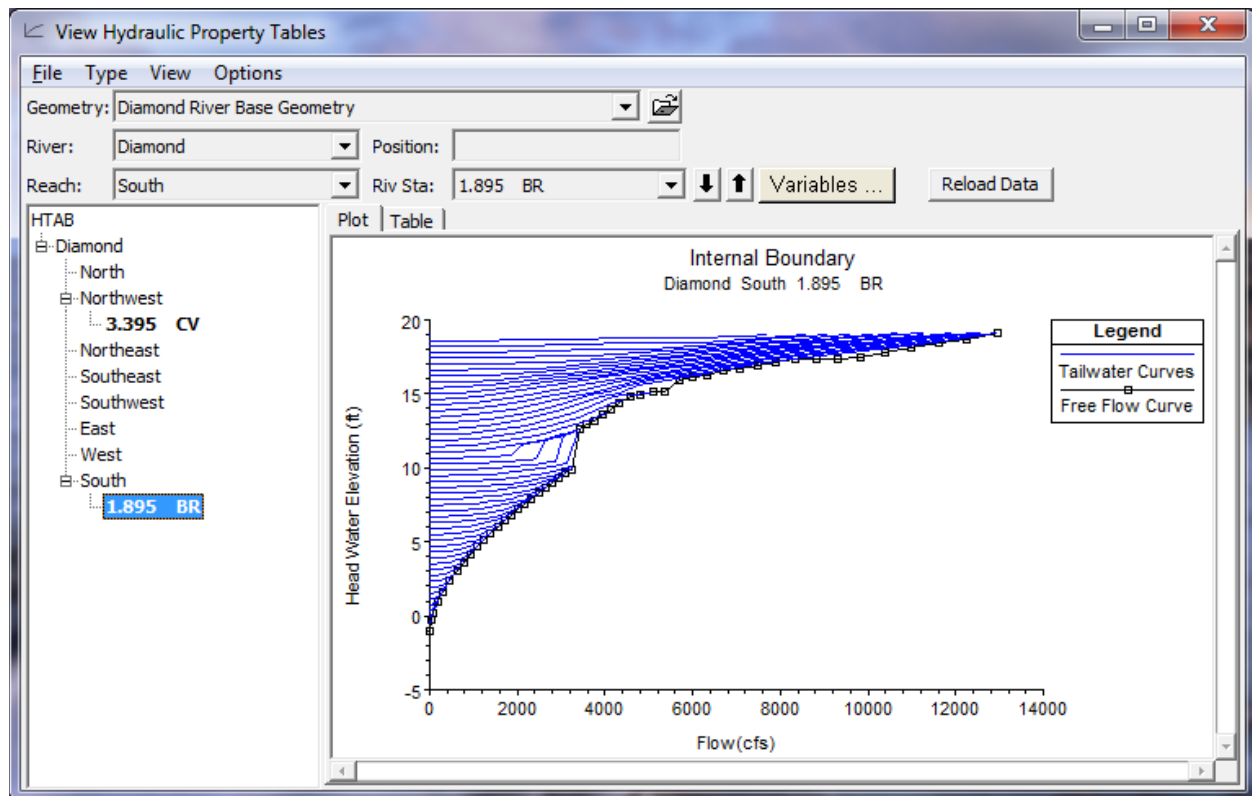 View Hydraulic Property Tables
File Type View Options
Geometry: Diamond River Base Geometry
River: Diamond Position:
Reach: South Riv Sta: 1.895 BR Variables ... Reload Data
HTAB
Diamond
North
Northwest
3.395 CV
Northeast
Southeast
Southwest
East
West
South
1.895 BR
Plot Table
Internal Boundary
Diamond South 1.895 BR
Head Water Elevation (ft)
20
15
10
5
0
-5
0 2000 4000 6000 8000 10000 12000 14000
Flow(cfs)
Legend
Tailwater Curves
Free Flow Curve